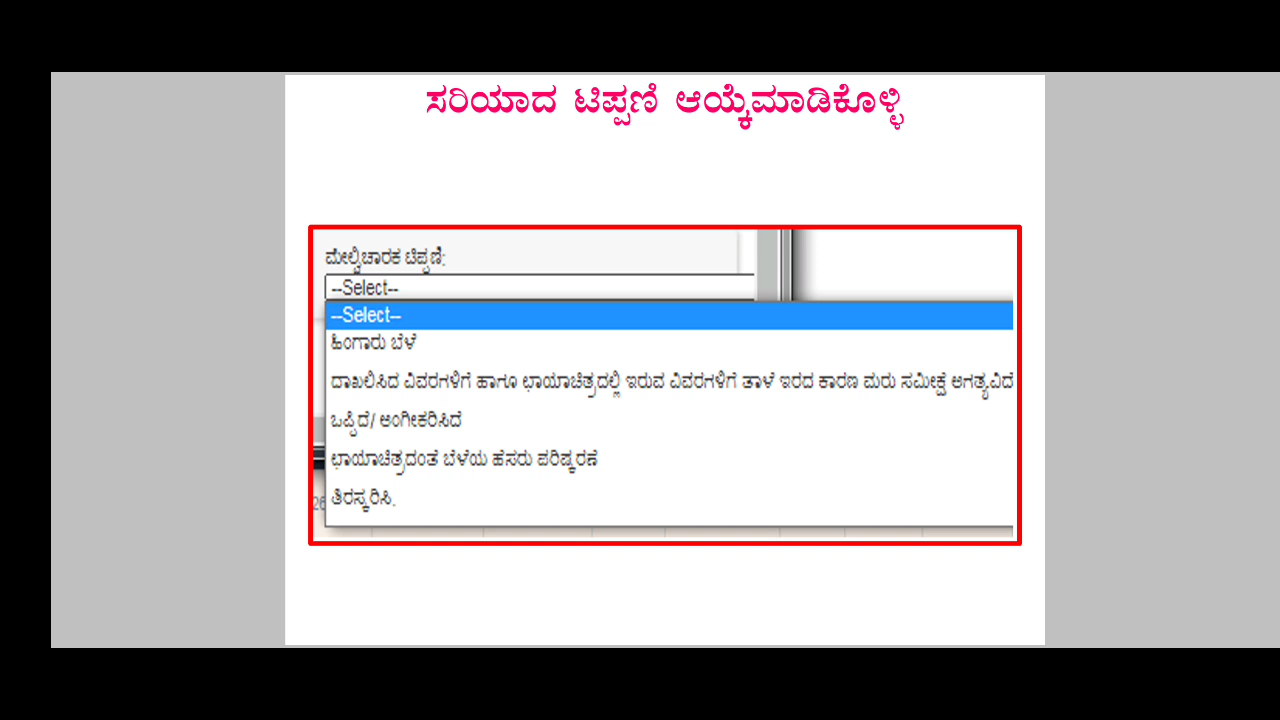 ಸರಿಯಾದ ಟಿಪ್ಪಣಿ ಆಯ್ಕೆಮಾಡಿಕೊಳ್ಳಿ
ಮೇಲ್ವಿಚಾರಕ ಟಿಪ್ಪಣಿ:
--Select--
--Select--
ಹಿಂಗಾರು ಬೆಳೆ
ದಾಖಲಿಸಿದ ವಿವರಗಳಿಗೆ ಹಾಗೂ ಛಾಯಾಚಿತ್ರದಲ್ಲಿ ಇರುವ ವಿವರಗಳಿಗೆ ತಾಳೆ ಇರದ ಕಾರಣ ಮರು ಸಮೀಕ್ಷೆ ಅಗತ್ಯವಿದೆ
ಒಪ್ಪಿದೆ/ ಅಂಗೀಕರಿಸಿದೆ
ಛಾಯಾಚಿತ್ರದಂತೆ ಬೆಳೆಯ ಹೆಸರು ಪರಿಷ್ಕರಣೆ
ತಿರಸ್ಕರಿಸಿ.